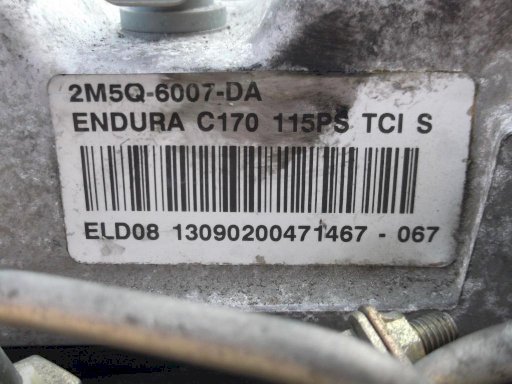 2M5Q-6007-DA
ENDURA C170 115PS TCI S
ELD08 13090200471467 - 067